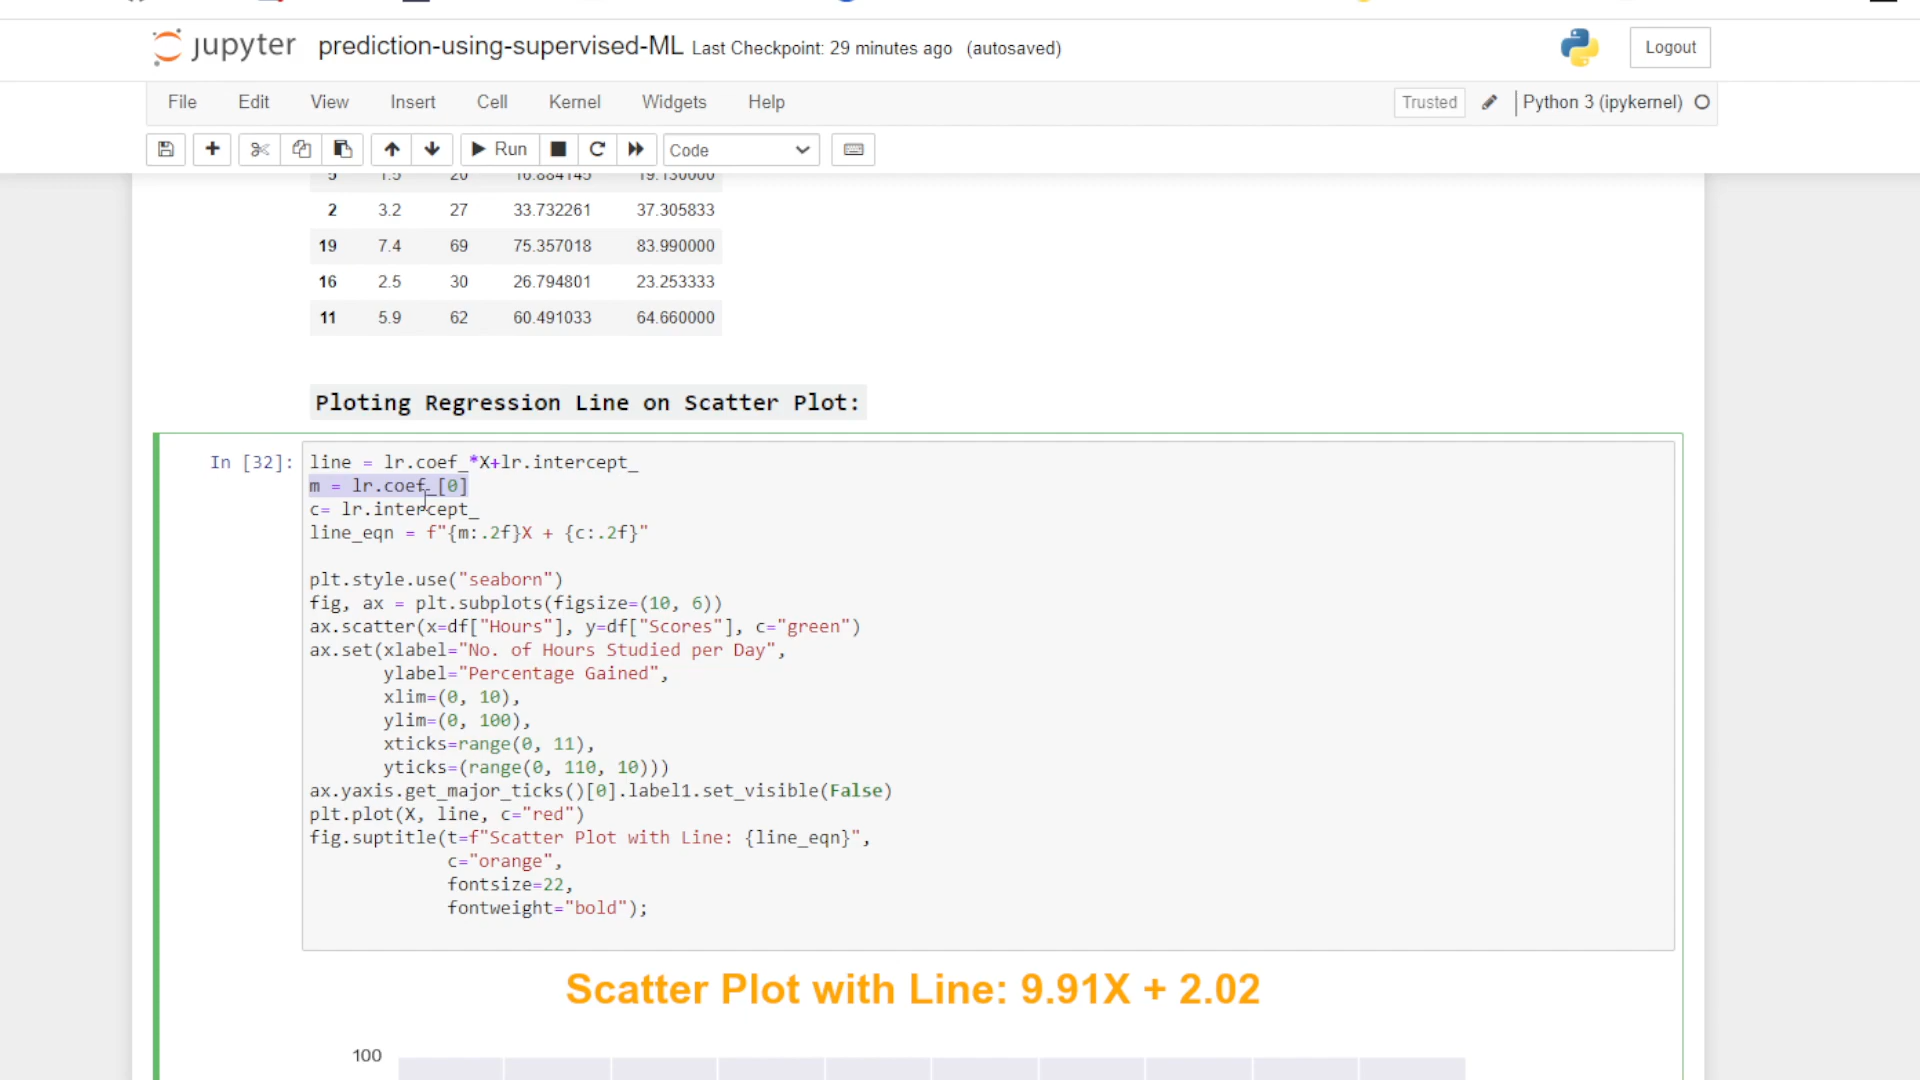 jupyter prediction-using-supervised-ML Last Checkpoint: 29 minutes ago (autosaved) Logout
File Edit View Insert Cell Kernel Widgets Help Trusted Python 3 (ipykernel)
Run Code
5 1.5 20 16.884145 19.130000
2 3.2 27 33.732261 37.305833
19 7.4 69 75.357018 83.990000
16 2.5 30 26.794801 23.253333
11 5.9 62 60.491033 64.660000
Ploting Regression Line on Scatter Plot:
In [32]: line = lr.coef_*X+lr.intercept_
m = lr.coef_[0]
c= lr.intercept_
line_eqn = f"{m:.2f}X + {c:.2f}"
plt.style.use("seaborn")
fig, ax = plt.subplots(figsize=(10, 6))
ax.scatter(x=df["Hours"], y=df["Scores"], c="green")
ax.set(xlabel="No. of Hours Studied per Day",
ylabel="Percentage Gained",
xlim=(0, 10),
ylim=(0, 100),
xticks=range(0, 11),
yticks=(range(0, 110, 10)))
ax.yaxis.get_major_ticks()[0].label1.set_visible(False)
plt.plot(X, line, c="red")
fig.suptitle(t=f"Scatter Plot with Line: {line_eqn}",
c="orange",
fontsize=22,
fontweight="bold");
Scatter Plot with Line: 9.91X + 2.02
100